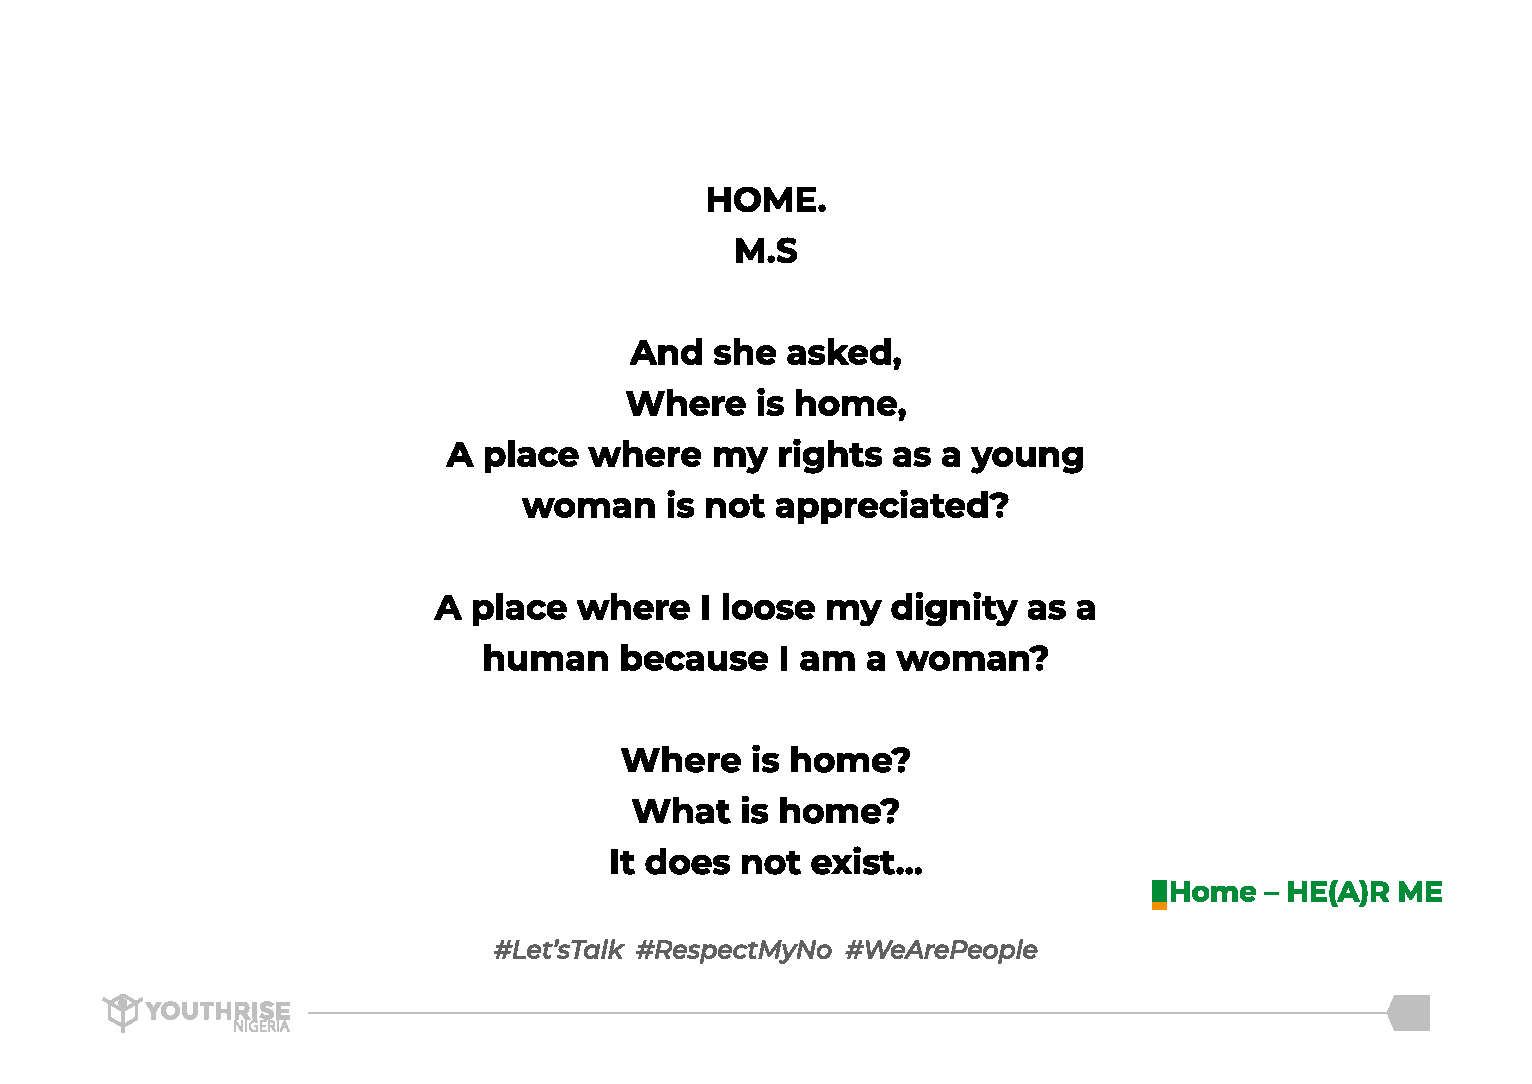 HOME.
M.S
And she asked,
Where is home,
A place where my rights as a young
woman is not appreciated?
A place where I loose my dignity as a
human because I am a woman?
Where is home?
What is home?
It does not exist...
Home – HE(A)R ME
#Let’sTalk #RespectMyNo #WeArePeople
YOUTHRISE
NIGERIA